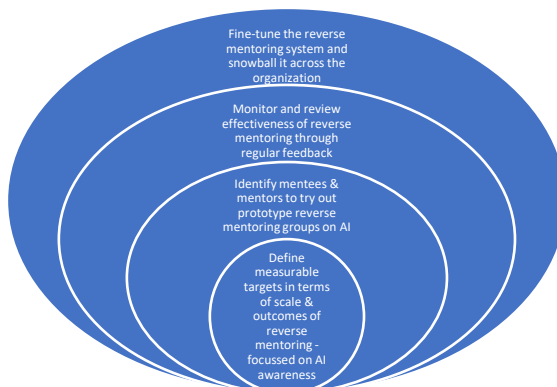 Fine-tune the reverse
mentoring system and
snowball it across the
organization
Monitor and review
effectiveness of reverse
mentoring through
regular feedback
Identify mentees &
mentors to try out
prototype reverse
mentoring groups on AI
Define
measurable
targets in terms
of scale &
outcomes of
reverse
mentoring -
focussed on AI
awareness